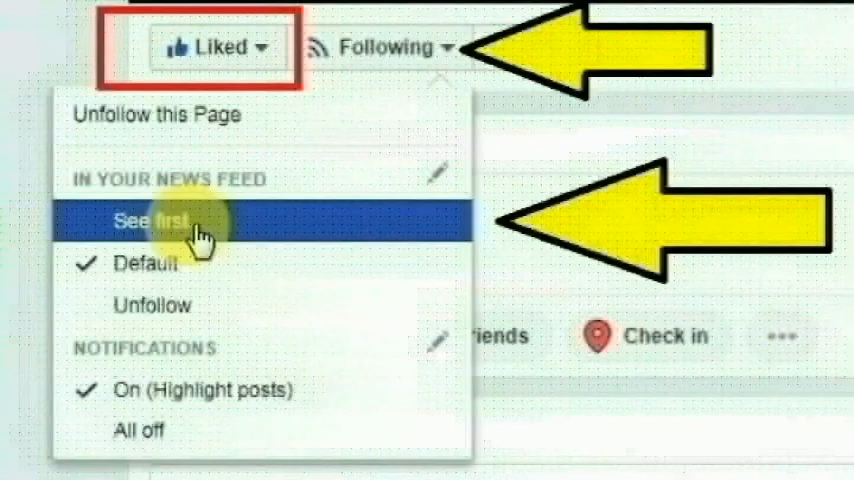 Liked Following
Unfollow this Page
IN YOUR NEWS FEED
See first
Default
Unfollow
NOTIFICATIONS
riends Check in
On (Highlight posts)
All off